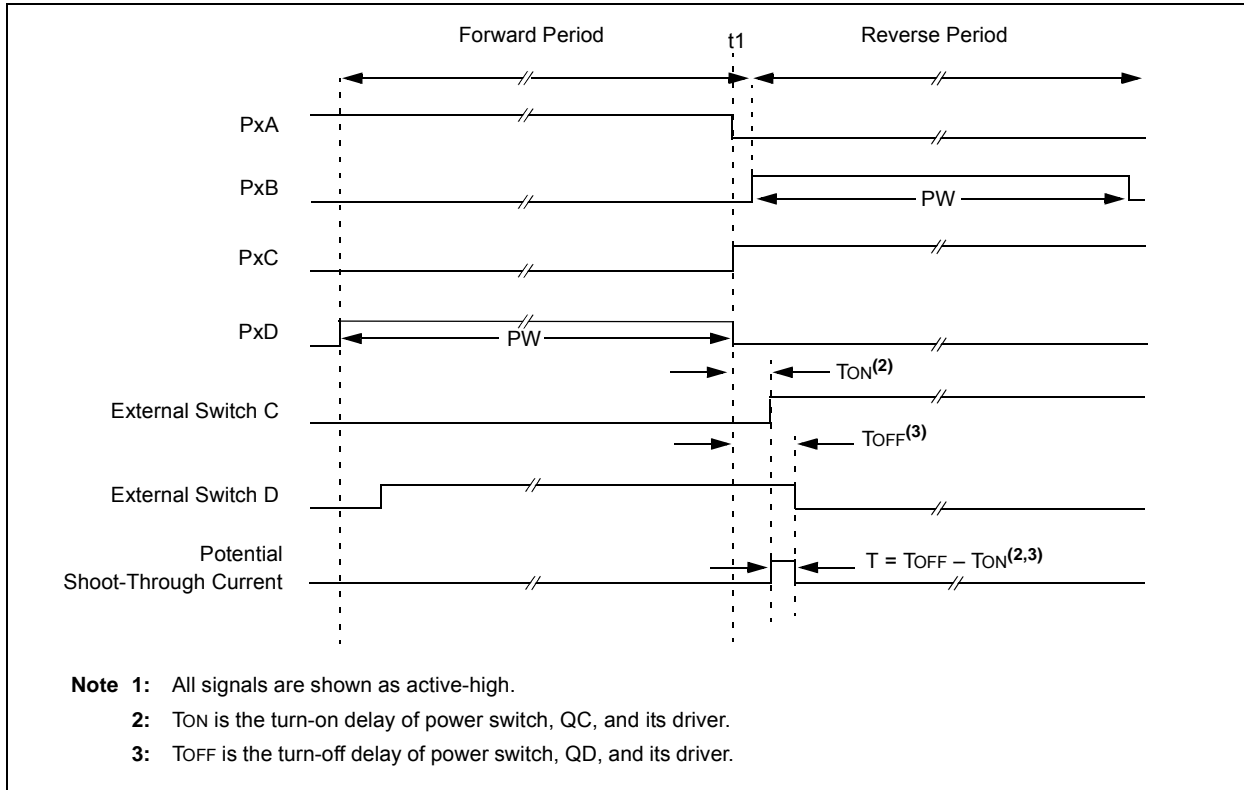 Forward Period
t1
Reverse Period
PxA
PxB
PW
PxC
PxD
PW
TON(2)
External Switch C
TOFF(3)
External Switch D
Potential
Shoot-Through Current
T = TOFF – TON(2,3)
Note 1: All signals are shown as active-high.
2: TON is the turn-on delay of power switch, QC, and its driver.
3: TOFF is the turn-off delay of power switch, QD, and its driver.